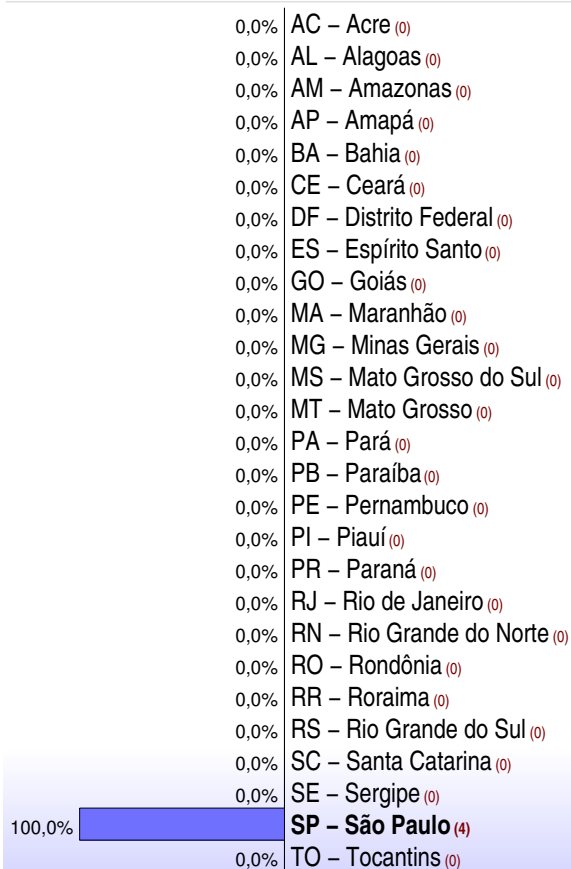 0,0% AC – Acre (0)
0,0% AL – Alagoas (0)
0,0% AM – Amazonas (0)
0,0% AP – Amapá (0)
0,0% BA – Bahia (0)
0,0% CE – Ceará (0)
0,0% DF – Distrito Federal (0)
0,0% ES – Espírito Santo (0)
0,0% GO – Goiás (0)
0,0% MA – Maranhão (0)
0,0% MG – Minas Gerais (0)
0,0% MS – Mato Grosso do Sul (0)
0,0% MT – Mato Grosso (0)
0,0% PA – Pará (0)
0,0% PB – Paraíba (0)
0,0% PE – Pernambuco (0)
0,0% PI – Piauí (0)
0,0% PR – Paraná (0)
0,0% RJ – Rio de Janeiro (0)
0,0% RN – Rio Grande do Norte (0)
0,0% RO – Rondônia (0)
0,0% RR – Roraima (0)
0,0% RS – Rio Grande do Sul (0)
0,0% SC – Santa Catarina (0)
0,0% SE – Sergipe (0)
100,0% SP – São Paulo (4)
0,0% TO – Tocantins (0)